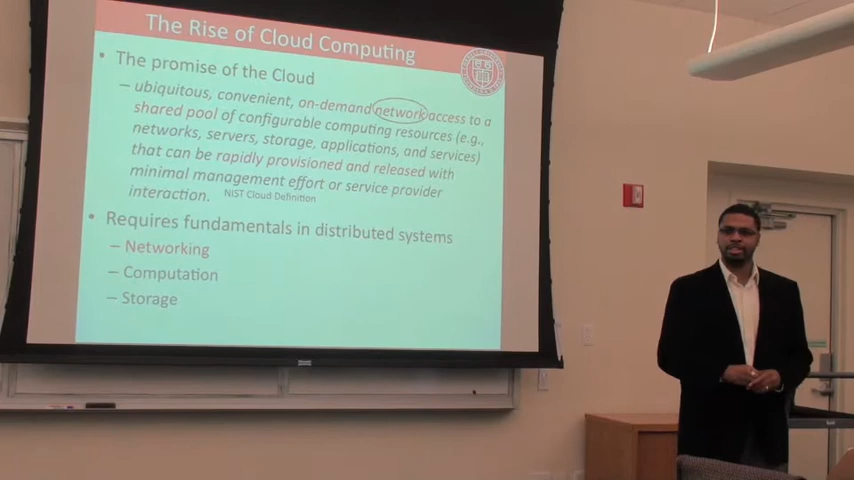 The Rise of Cloud Computing
• The promise of the Cloud
– ubiquitous, convenient, on-demand network access to a
shared pool of configurable computing resources (e.g.,
networks, servers, storage, applications, and services)
that can be rapidly provisioned and released with
minimal management effort or service provider
interaction. NIST Cloud Definition
• Requires fundamentals in distributed systems
– Networking
– Computation
– Storage